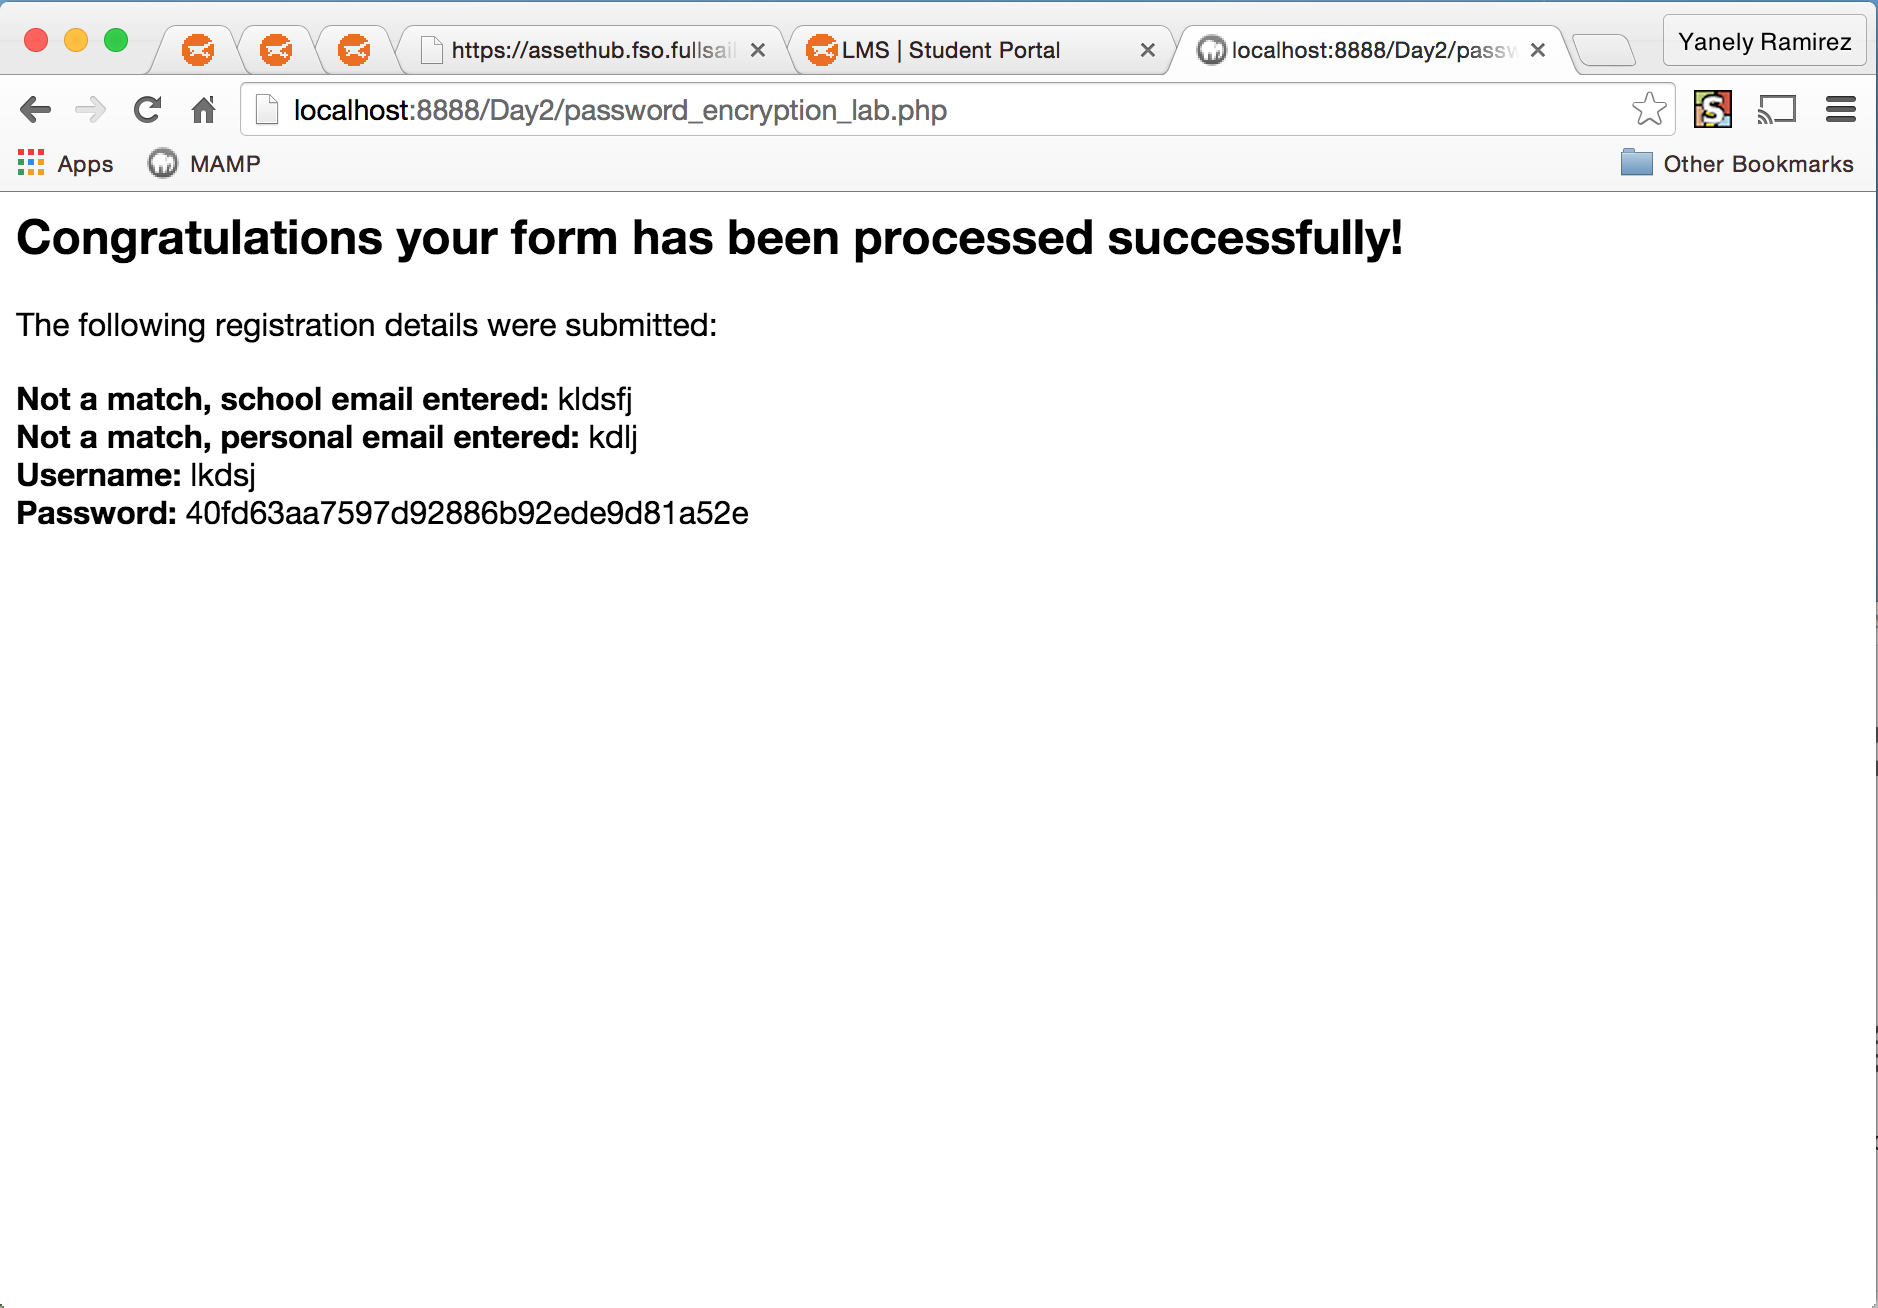 https://assethub.fso.fullsail
LMS | Student Portal
localhost:8888/Day2/passw
Yanely Ramirez
localhost:8888/Day2/password_encryption_lab.php
Apps
MAMP
Other Bookmarks
Congratulations your form has been processed successfully!
The following registration details were submitted:
Not a match, school email entered: kldsfj
Not a match, personal email entered: kdlj
Username: lkdsj
Password: 40fd63aa7597d92886b92ede9d81a52e